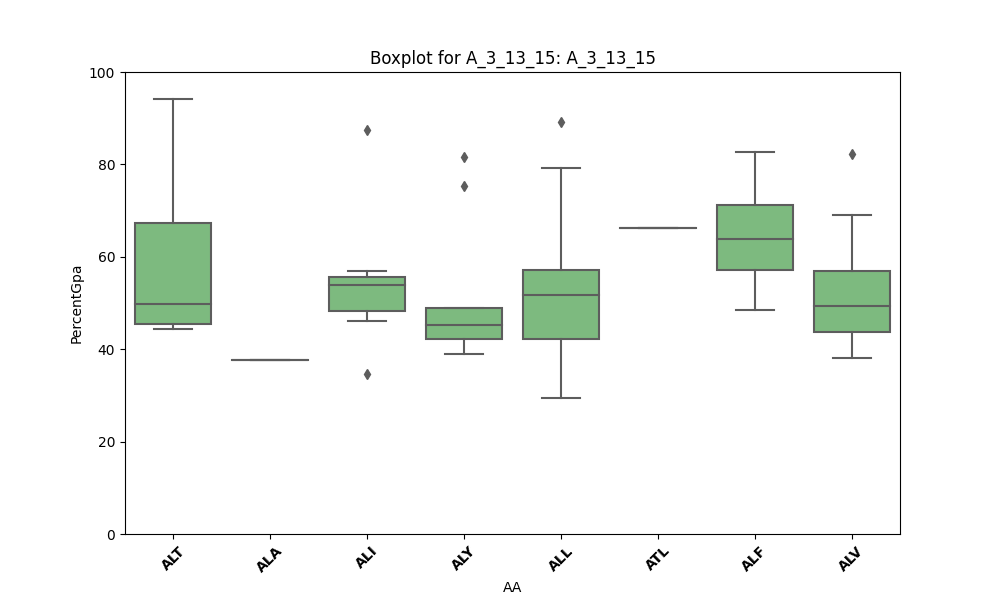 Boxplot for A_3_13_15: A_3_13_15
100
80
60
40
20
0
PercentGpa
ALT
ALA
ALI
ALY
ALL
ATL
ALF
ALV
AA